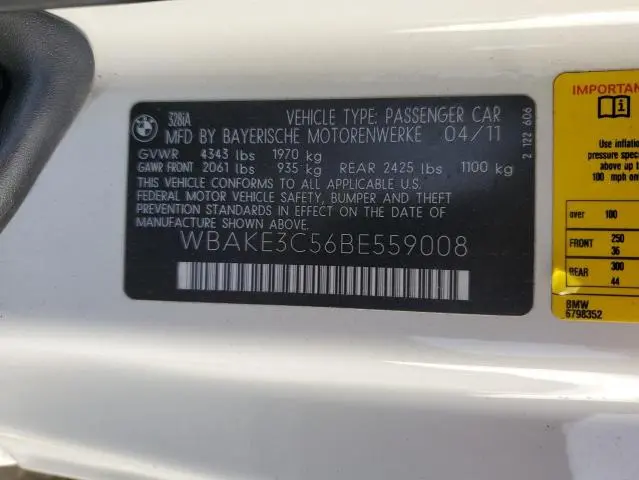 BMW
328iA
VEHICLE TYPE: PASSENGER CAR
MFD BY BAYERISCHE MOTORENWERKE 04/11
GVWR 4343 lbs 1970 kg
GAWR FRONT 2061 lbs 935 kg REAR 2425 lbs 1100 kg
THIS VEHICLE CONFORMS TO ALL APPLICABLE U.S.
FEDERAL MOTOR VEHICLE SAFETY, BUMPER AND THEFT
PREVENTION STANDARDS IN EFFECT ON THE DATE OF
MANUFACTURE SHOWN ABOVE.
WBAKE3C56BE559008
2 122 606
IMPORTAN
Use inflatio
pressure spec
above up t
100 mph on
over 100
FRONT 250
36
REAR 300
44
BMW
6798352